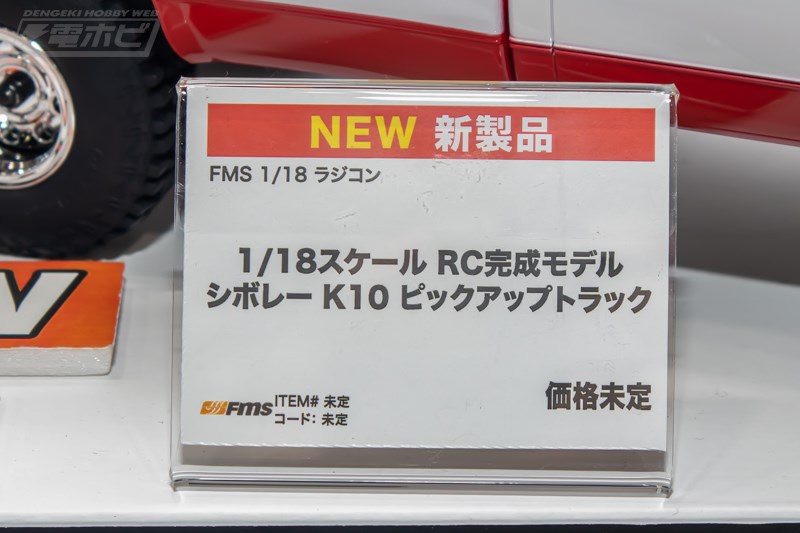 DENGEKI HOBBY WEB
電ホビ
NEW 新製品
FMS 1/18 ラジコン
1/18スケール RC完成モデル
シボレー K10 ピックアップトラック
Fms
ITEM# 未定
コード: 未定
価格未定